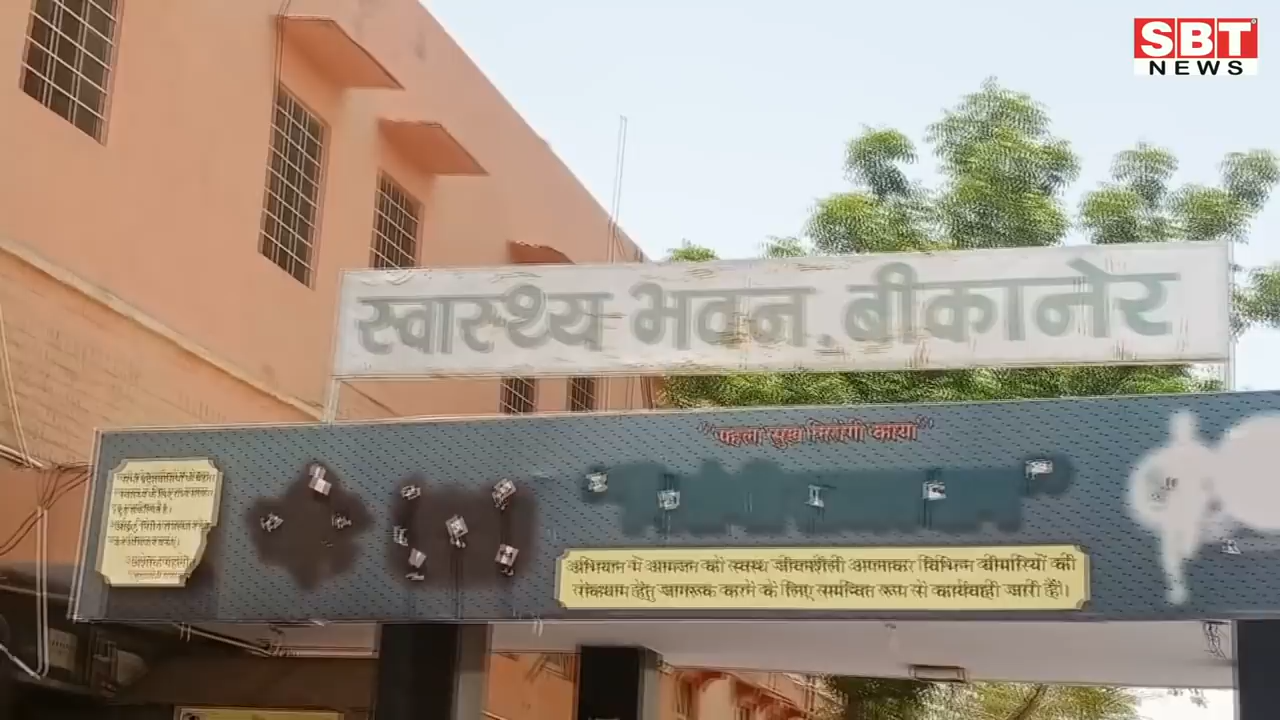 SBT
NEWS
स्वास्थ्य भवन. बीकानेर
"पहला सुख निरोगी काया"
अभियान में आमजन को स्वस्थ जीवनशैली अपनाकर विभिन्न बीमारियों की
रोकथाम हेतु जागरूक करने के लिए समन्वित रूप से कार्यवाही जारी है।